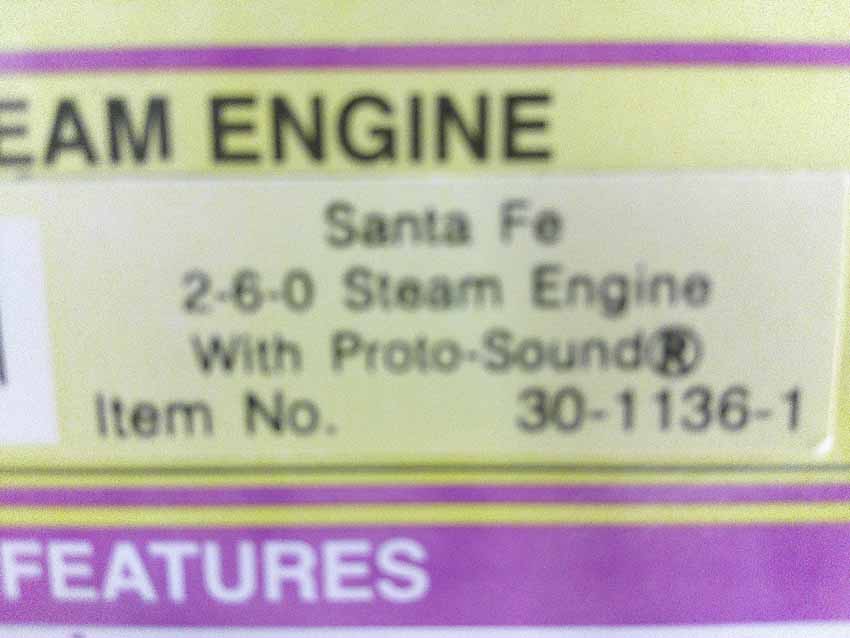 EAM ENGINE
Santa Fe
2-6-0 Steam Engine
With Proto-Sound®
Item No. 30-1136-1
FEATURES